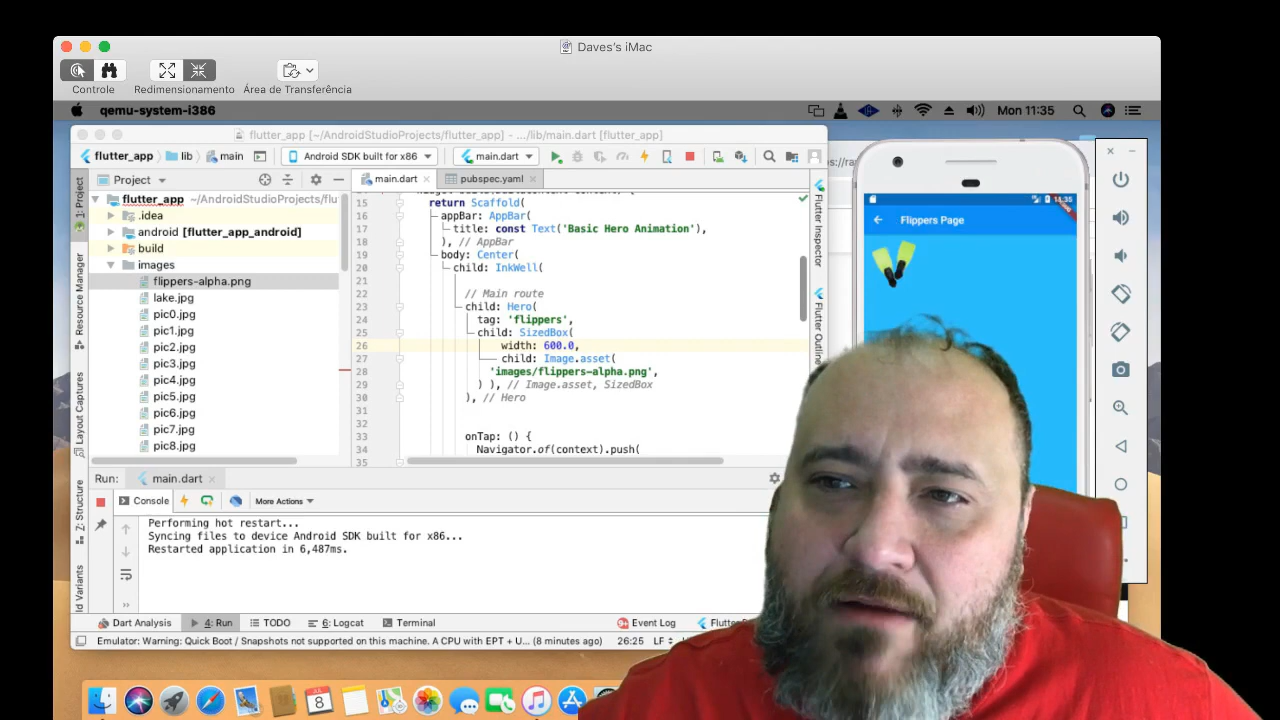 Daves's iMac
Controle
Redimensionamento
Área de Transferência
qemu-system-i386
Mon 11:35
flutter_app [~/AndroidStudioProjects/flutter_app] - .../lib/main.dart [flutter_app]
flutter_app
lib
main
Android SDK built for x86
main.dart
Project
main.dart
pubspec.yaml
1: Project
Resource Manager
Layout Captures
Z: Structure
flutter_app ~/AndroidStudioProjects/flu
.idea
android [flutter_app_android]
build
images
flippers-alpha.png
lake.jpg
pic0.jpg
pic1.jpg
pic2.jpg
pic3.jpg
pic4.jpg
pic5.jpg
pic6.jpg
pic7.jpg
pic8.jpg
15 return Scaffold(
16 appBar: AppBar(
17 title: const Text('Basic Hero Animation'),
18 ), // AppBar
19 body: Center(
20 child: InkWell(
21
22 // Main route
23 child: Hero(
24 tag: 'flippers',
25 child: SizedBox(
26 width: 600.0,
27 child: Image.asset(
28 'images/flippers-alpha.png',
29 ) ), // Image.asset, SizedBox
30 ), // Hero
31
32
33 onTap: () {
34 Navigator.of(context).push(
35
Flutter Inspector
Flutter Outline
Run:
main.dart
Console
More Actions
Performing hot restart...
Syncing files to device Android SDK built for x86...
Restarted application in 6,487ms.
Dart Analysis
4: Run
TODO
6: Logcat
Terminal
Event Log
Emulator: Warning: Quick Boot / Snapshots not supported on this machine. A CPU with EPT + U... (8 minutes ago)
26:25 LF
JUL
8
14:35
Flippers Page